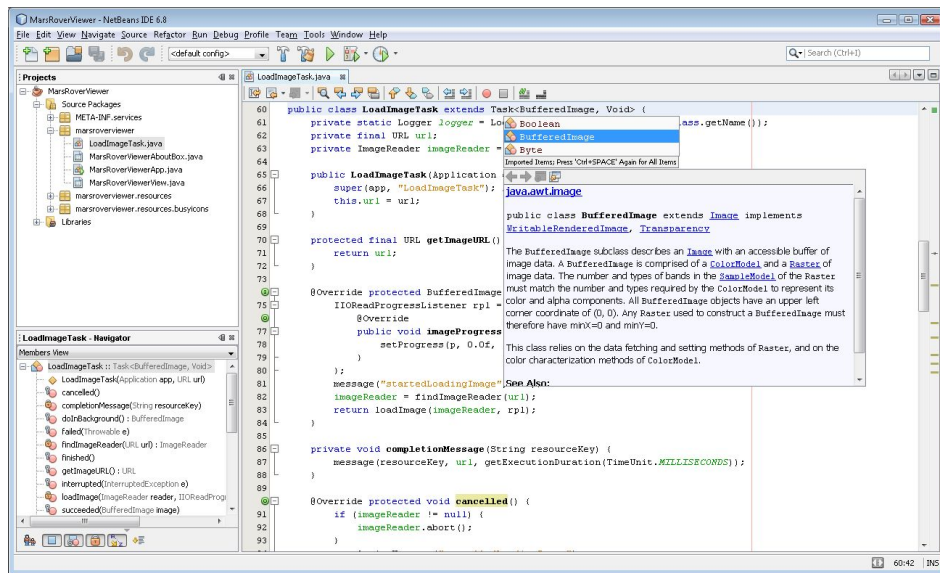 MarsRoverViewer - NetBeans IDE 6.8
File Edit View Navigate Source Refactor Run Debug Profile Team Tools Window Help
<default config>
Search (Ctrl+I)
Projects
MarsRoverViewer
Source Packages
META-INF.services
marsroverviewer
LoadImageTask.java
MarsRoverViewerAboutBox.java
MarsRoverViewerApp.java
MarsRoverViewerView.java
marsroverviewer.resources
marsroverviewer.resources.busyicons
Libraries
LoadImageTask - Navigator
Members View
LoadImageTask :: Task<BufferedImage, Void>
LoadImageTask(Application app, URL url)
cancelled()
completionMessage(String resourceKey)
doInBackground() : BufferedImage
failed(Throwable e)
findImageReader(URL url) : ImageReader
finished()
getImageURL() : URL
interrupted(InterruptedException e)
loadImage(ImageReader reader, IIOReadProgr
succeeded(BufferedImage image)
LoadImageTask.java
60 public class LoadImageTask extends Task<BufferedImage, Void> {
61 private static Logger logger = Lo ass.getName());
62 private final URL url;
63 private ImageReader imageReader =
64
65 public LoadImageTask(Application
66 super(app, "LoadImageTask");
67 this.url = url;
68 }
69
70 protected final URL getImageURL()
71 return url;
72 }
73
@Override protected BufferedImage
75 IIOReadProgressListener rpl =
@Override
77 public void imageProgress
78 setProgress(p, 0.0f,
79 }
80 };
81 message("startedLoadingImage"
82 imageReader = findImageReader(url);
83 return loadImage(imageReader, rpl);
84 }
85
86 private void completionMessage(String resourceKey) {
87 message(resourceKey, url, getExecutionDuration(TimeUnit.MILLISECONDS));
88 }
89
@Override protected void cancelled() {
91 if (imageReader != null) {
92 imageReader.abort();
93 }
Boolean
BufferedImage
Byte
Imported Items; Press 'Ctrl+SPACE' Again for All Items
java.awt.image
public class BufferedImage extends Image implements
WritableRenderedImage, Transparency
The BufferedImage subclass describes an Image with an accessible buffer of
image data. A BufferedImage is comprised of a ColorModel and a Raster of
image data. The number and types of bands in the SampleModel of the Raster
must match the number and types required by the ColorModel to represent its
color and alpha components. All BufferedImage objects have an upper left
corner coordinate of (0, 0). Any Raster used to construct a BufferedImage must
therefore have minX=0 and minY=0.
This class relies on the data fetching and setting methods of Raster, and on the
color characterization methods of ColorModel.
See Also:
60:42 INS